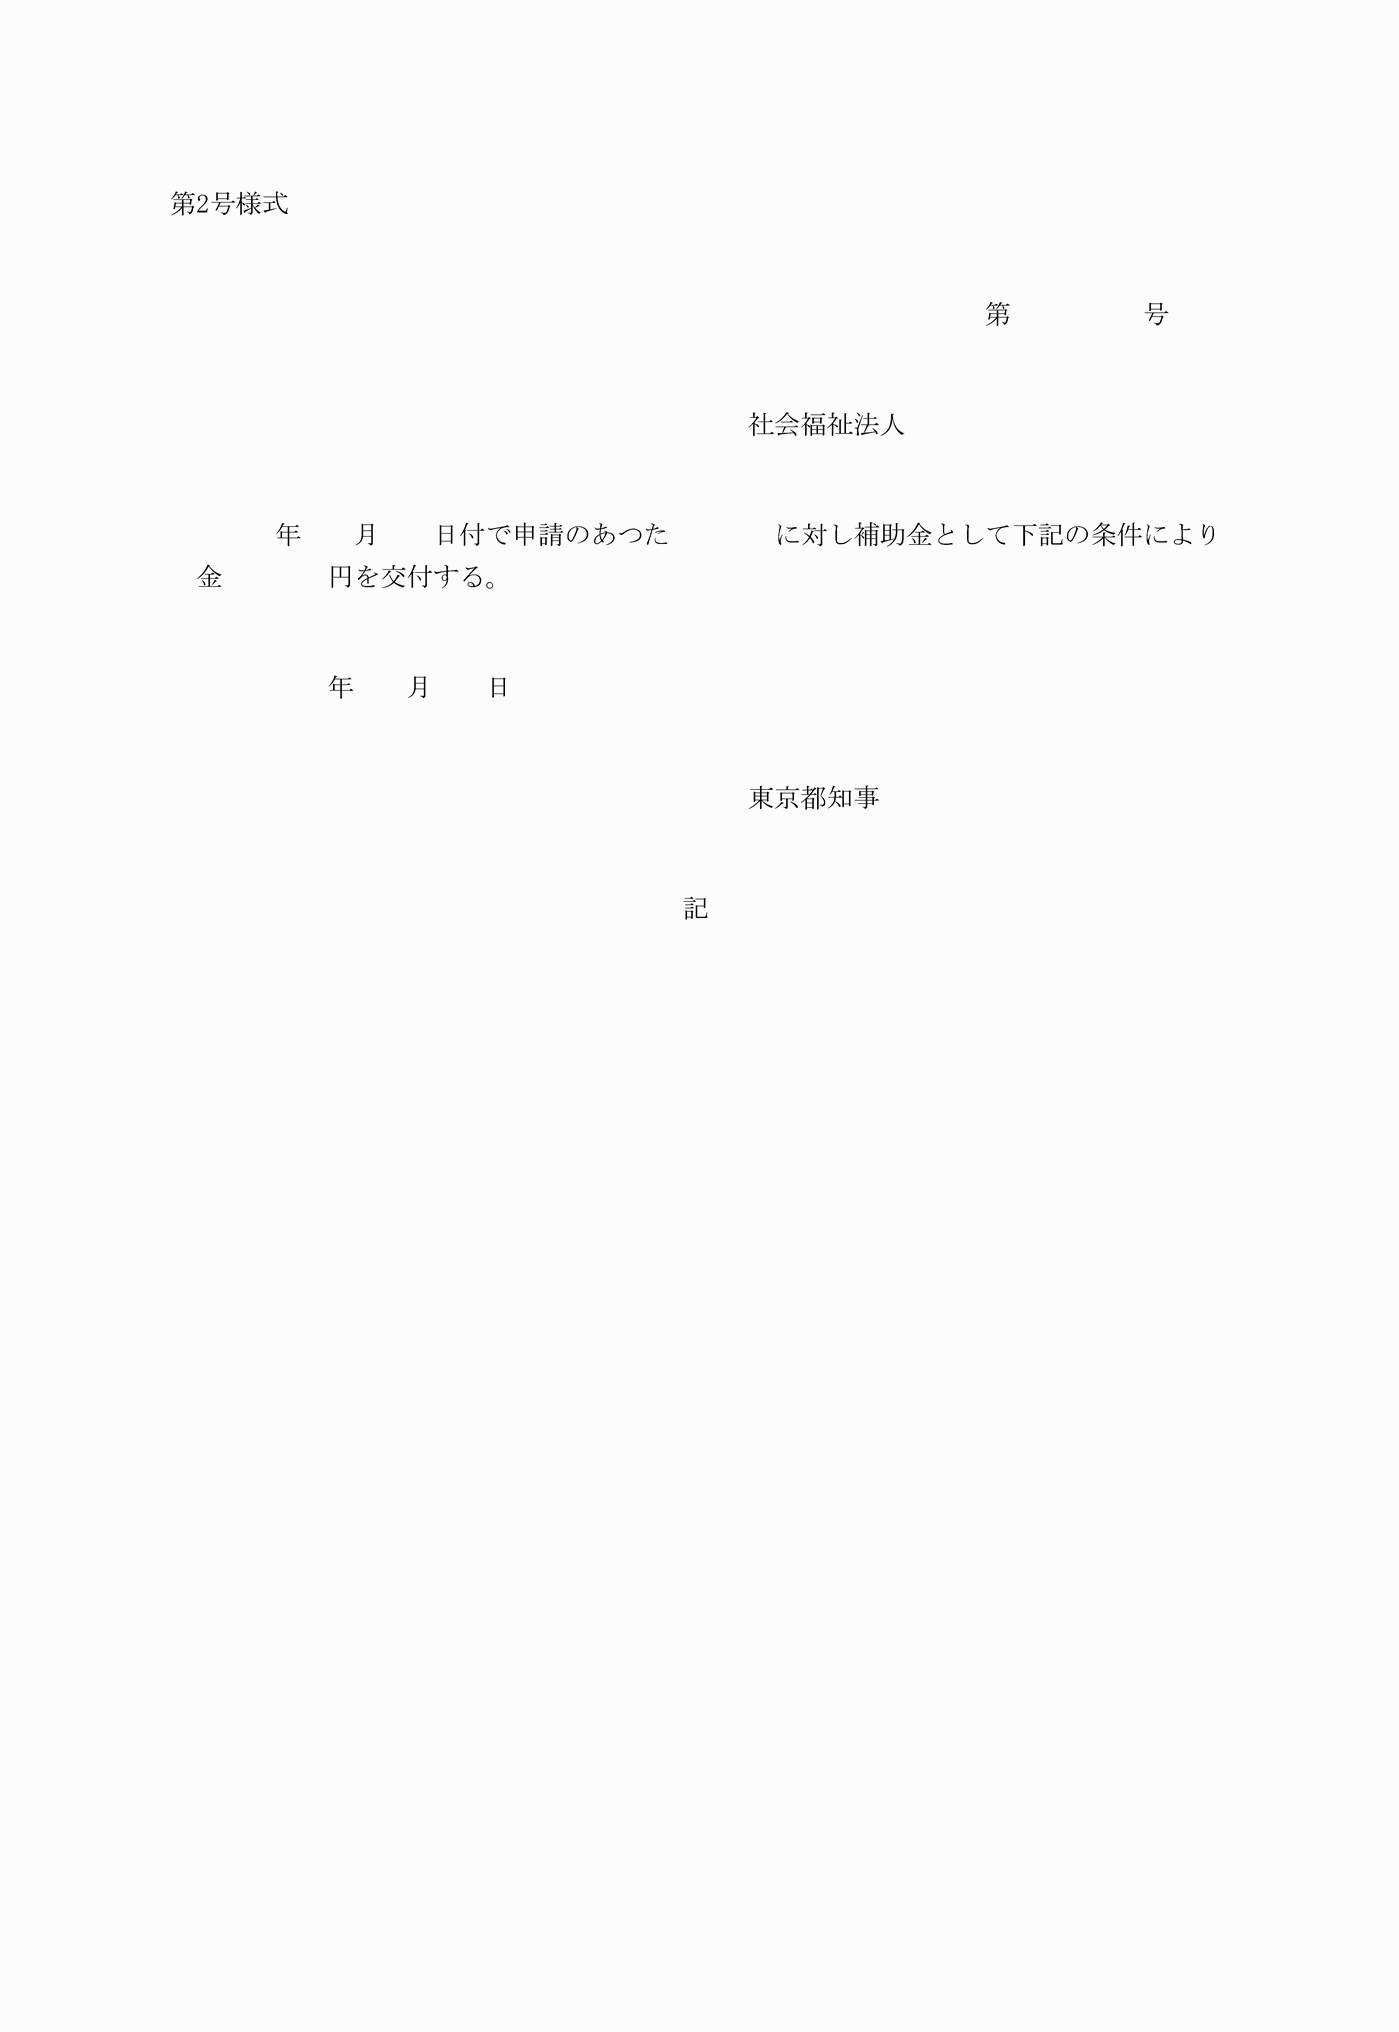 第2号様式
第　　　　　号
社会福祉法人
年　　月　　日付で申請のあつた　　　　に対し補助金として下記の条件により
金　　　　円を交付する。
年　　月　　日
東京都知事
記